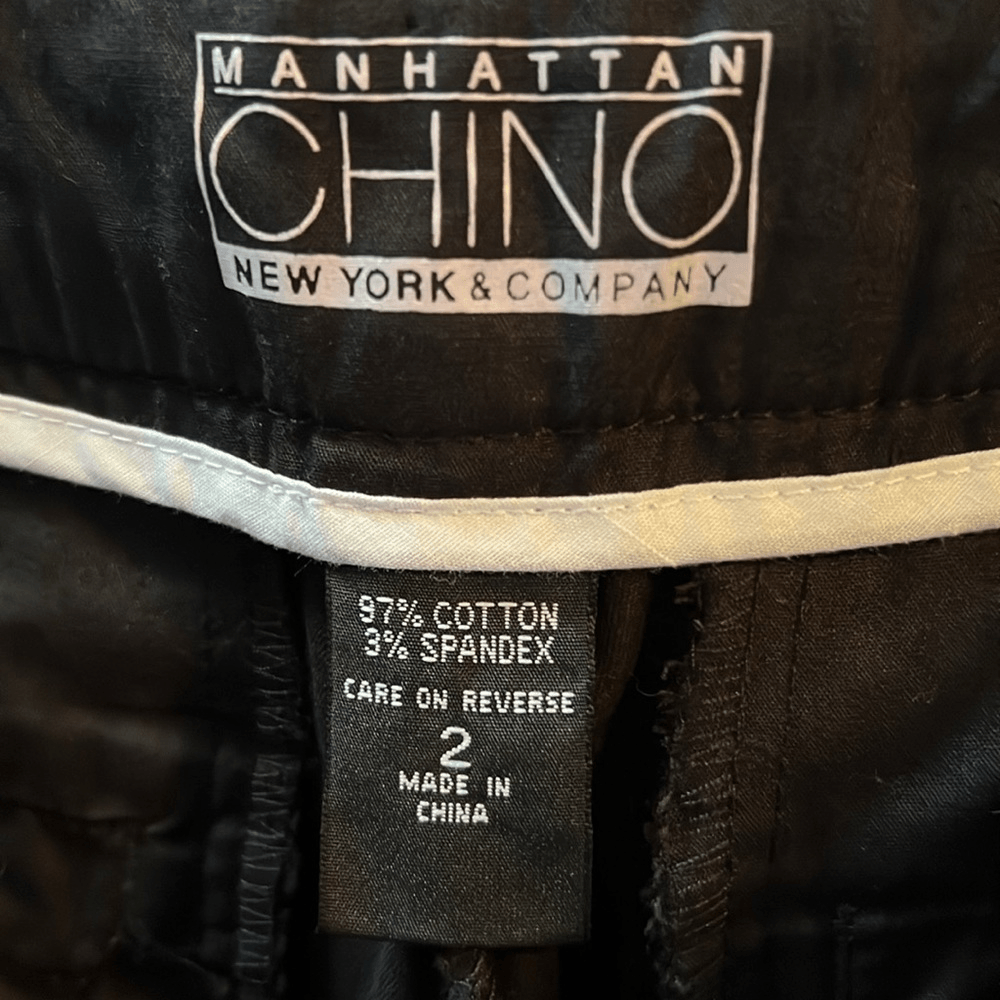 MANHATTAN
CHINO
NEW YORK & COMPANY
97% COTTON
3% SPANDEX
CARE ON REVERSE
2
MADE IN
CHINA